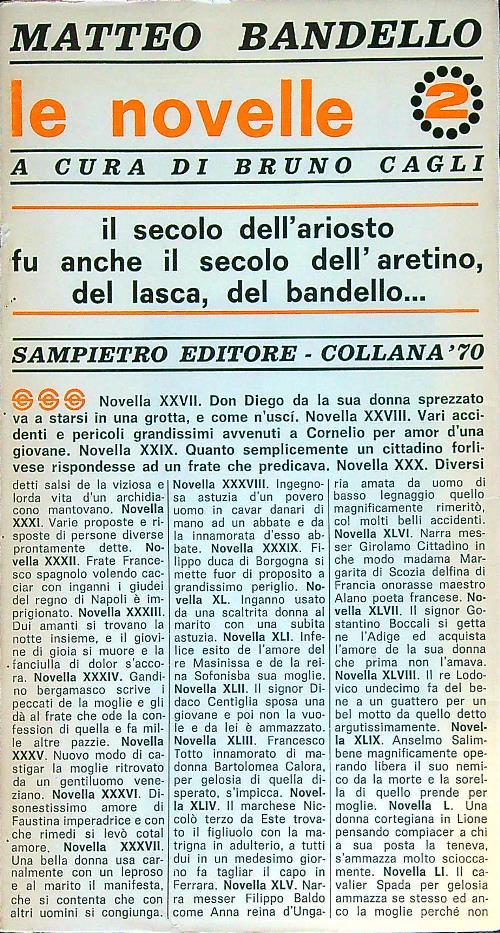 MATTEO BANDELLO
le novelle 2
A CURA DI BRUNO CAGLI
il secolo dell'ariosto
fu anche il secolo dell'aretino,
del lasca, del bandello...
SAMPIETRO EDITORE - COLLANA '70
Novella XXVII. Don Diego da la sua donna sprezzato
va a starsi in una grotta, e come n'uscí. Novella XXVIII. Vari acci-
denti e pericoli grandissimi avvenuti a Cornelio per amor d'una
giovane. Novella XXIX. Quanto semplicemente un cittadino forli-
vese rispondesse ad un frate che predicava. Novella XXX. Diversi
detti salsi de la viziosa e
lorda vita d'un archidia-
cono mantovano. Novella
XXXI. Varie proposte e ri-
sposte di persone diverse
prontamente dette. No-
vella XXXII. Frate France-
sco spagnolo volendo cac-
ciar con inganni i giudei
del regno di Napoli è im-
prigionato. Novella XXXIII.
Dui amanti si trovano la
notte insieme, e il giovi-
ne di gioia si muore e la
fanciulla di dolor s'acco-
ra. Novella XXXIV. Gandi-
no bergamasco scrive i
peccati de la moglie e gli
dà al frate che ode la con-
fession di quella e fa mil-
le altre pazzie. Novella
XXXV. Nuovo modo di ca-
stigar la moglie ritrovato
da un gentiluomo vene-
ziano. Novella XXXVI. Di-
sonestissimo amore di
Faustina imperadrice e con
che rimedi si levò cotal
amore. Novella XXXVII.
Una bella donna usa car-
nalmente con un leproso
e al marito il manifesta,
che si contenta che con
altri uomini si congiunga.
Novella XXXVIII. Ingegno-
sa astuzia d'un povero
uomo in cavar danari di
mano ad un abbate e da
la innamorata d'esso ab-
bate. Novella XXXIX. Fi-
lippo duca di Borgogna si
mette fuor di proposito a
grandissimo periglio. No-
vella XL. Ingano usato
da una scaltrita donna al
marito con una subita
astuzia. Novella XLI. Infe-
lice esito de l'amore del
re Masinissa e de la rei-
na Sofonisba sua moglie.
Novella XLII. Il signor Di-
daco Centiglia sposa una
giovane e poi non la vuo-
le e da lei è ammazzato.
Novella XLIII. Francesco
Totto innamorato di ma-
donna Bartolomea Calora,
per gelosia di quella di-
sperato, s'impicca. Novel-
la XLIV. Il marchese Nic-
colò terzo da Este trova-
to il figliuolo con la ma-
trigna in adulterio, a tutti
dui in un medesimo gior-
no fa tagliar il capo in
Ferrara. Novella XLV. Nar-
ra messer Filippo Baldo
come Anna reina d'Unga-
ria amata da uomo di
basso legnaggio quello
magnificamente rimeritò,
col molti belli accidenti.
Novella XLVI. Narra mes-
ser Girolamo Cittadino in
che modo madama Mar-
garita di Scozia delfina di
Francia onorasse maestro
Alano poeta francese. No-
vella XLVII. Il signor Go-
stantino Boccali si getta
ne l'Adige ed acquista
l'amore de la sua donna
che prima non l'amava.
Novella XLVIII. Il re Lodo-
vico undecimo fa del be-
ne a un guattero per un
bel motto da quello detto
argutissimamente. Novel-
la XLIX. Anselmo Salim-
bene magnificamente ope-
rando libera il suo nemi-
co da la morte e la sorel-
la di quello prende per
moglie. Novella L. Una
donna cortegiana in Lione
pensando compiacer a chi
a sua posta la teneva,
s'ammazza molto sciocca-
mente. Novella LI. Il ca-
valier Spada per gelosia
ammazza se stesso ed an-
co la moglie perché non